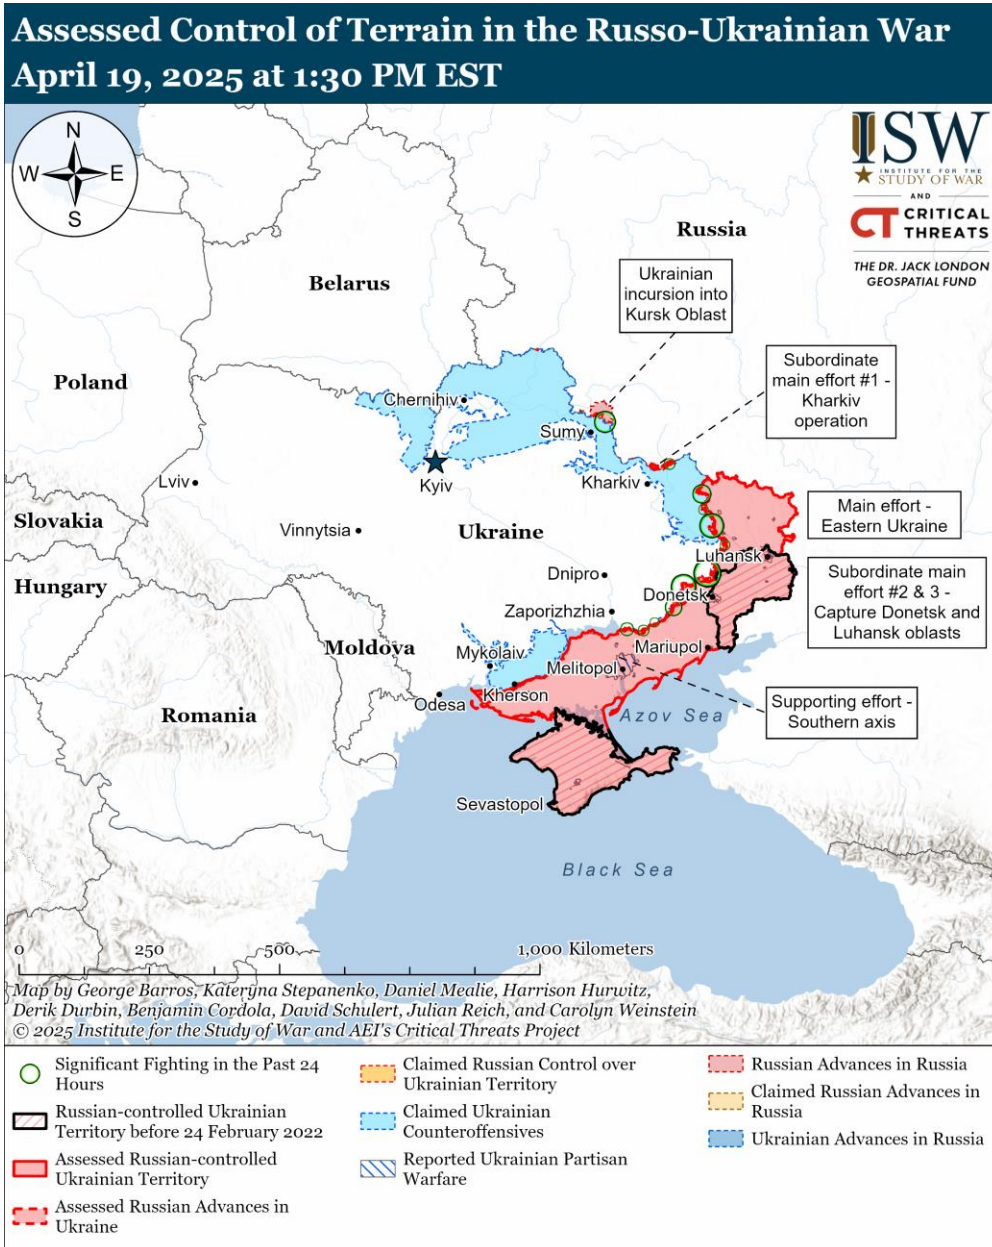 Assessed Control of Terrain in the Russo-Ukrainian War
April 19, 2025 at 1:30 PM EST
N
W
E
S
ISW
INSTITUTE FOR THE
STUDY OF WAR
AND
CT CRITICAL
THREATS
THE DR. JACK LONDON
GEOSPATIAL FUND
Russia
Belarus
Ukrainian
incursion into
Kursk Oblast
Subordinate
main effort #1 -
Kharkiv
operation
Poland
Chernihiv
Sumy
Kyiv
Kharkiv
Lviv
Slovakia
Vinnytsia
Ukraine
Main effort -
Eastern Ukraine
Luhansk
Hungary
Dnipro
Donetsk
Subordinate main
effort #2 & 3 -
Capture Donetsk and
Luhansk oblasts
Zaporizhzhia
Moldova
Mykolaiv
Mariupol
Melitopol
Kherson
Odesa
Romania
Azov Sea
Supporting effort -
Southern axis
Sevastopol
Black Sea
0
250
500
1,000 Kilometers
Map by George Barros, Kateryna Stepanenko, Daniel Mealie, Harrison Hurwitz,
Derik Durbin, Benjamin Cordola, David Schulert, Julian Reich, and Carolyn Weinstein
© 2025 Institute for the Study of War and AEI's Critical Threats Project
Significant Fighting in the Past 24
Hours
Russian-controlled Ukrainian
Territory before 24 February 2022
Assessed Russian-controlled
Ukrainian Territory
Assessed Russian Advances in
Ukraine
Claimed Russian Control over
Ukrainian Territory
Claimed Ukrainian
Counteroffensives
Reported Ukrainian Partisan
Warfare
Russian Advances in Russia
Claimed Russian Advances in
Russia
Ukrainian Advances in Russia